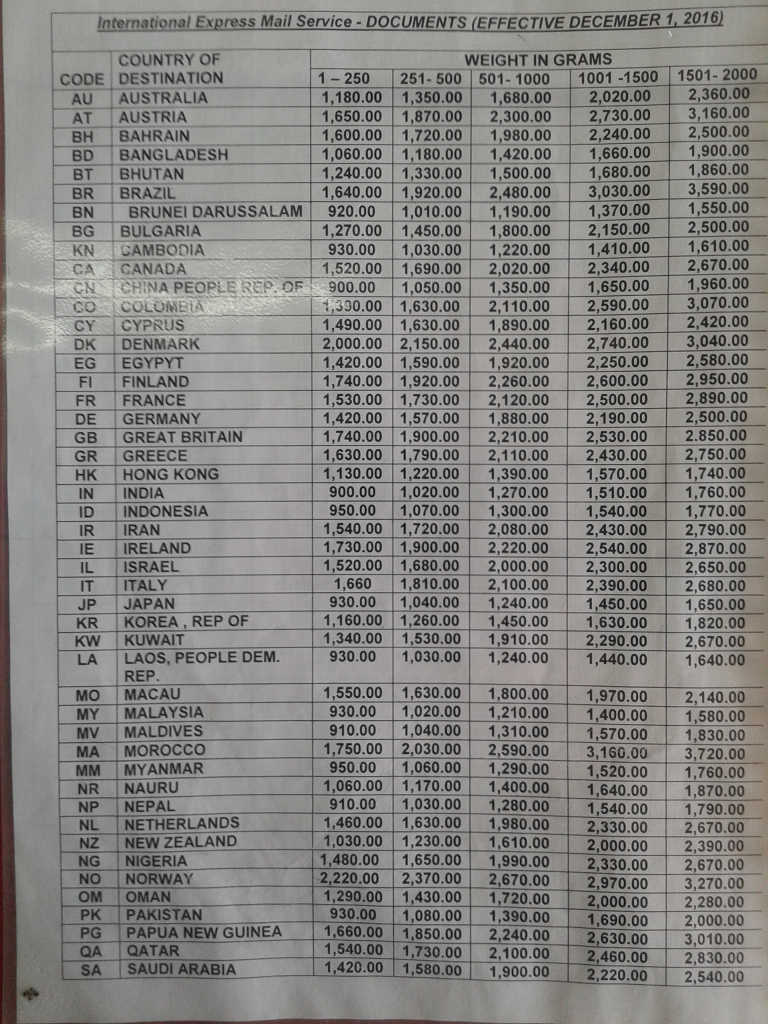 International Express Mail Service - DOCUMENTS (EFFECTIVE DECEMBER 1, 2016)
COUNTRY OF WEIGHT IN GRAMS
CODE DESTINATION 1 – 250 251- 500 501- 1000 1001 -1500 1501- 2000
AU AUSTRALIA 1,180.00 1,350.00 1,680.00 2,020.00 2,360.00
AT AUSTRIA 1,650.00 1,870.00 2,300.00 2,730.00 3,160.00
BH BAHRAIN 1,600.00 1,720.00 1,980.00 2,240.00 2,500.00
BD BANGLADESH 1,060.00 1,180.00 1,420.00 1,660.00 1,900.00
BT BHUTAN 1,240.00 1,330.00 1,500.00 1,680.00 1,860.00
BR BRAZIL 1,640.00 1,920.00 2,480.00 3,030.00 3,590.00
BN BRUNEI DARUSSALAM 920.00 1,010.00 1,190.00 1,370.00 1,550.00
BG BULGARIA 1,270.00 1,450.00 1,800.00 2,150.00 2,500.00
KN CAMBODIA 930.00 1,030.00 1,220.00 1,410.00 1,610.00
CA CANADA 1,520.00 1,690.00 2,020.00 2,340.00 2,670.00
CN CHINA PEOPLE REP. OF 900.00 1,050.00 1,350.00 1,650.00 1,960.00
CO COLOMBIA 1,630.00 2,110.00 2,590.00 3,070.00
CY CYPRUS 1,490.00 1,630.00 1,890.00 2,160.00 2,420.00
DK DENMARK 2,000.00 2,150.00 2,440.00 2,740.00 3,040.00
EG EGYPYT 1,420.00 1,590.00 1,920.00 2,250.00 2,580.00
FI FINLAND 1,740.00 1,920.00 2,260.00 2,600.00 2,950.00
FR FRANCE 1,530.00 1,730.00 2,120.00 2,500.00 2,890.00
DE GERMANY 1,420.00 1,570.00 1,880.00 2,190.00 2,500.00
GB GREAT BRITAIN 1,740.00 1,900.00 2,210.00 2,530.00 2.850.00
GR GREECE 1,630.00 1,790.00 2,110.00 2,430.00 2,750.00
HK HONG KONG 1,130.00 1,220.00 1,390.00 1,570.00 1,740.00
IN INDIA 900.00 1,020.00 1,270.00 1,510.00 1,760.00
ID INDONESIA 950.00 1,070.00 1,300.00 1,540.00 1,770.00
IR IRAN 1,540.00 1,720.00 2,080.00 2,430.00 2,790.00
IE IRELAND 1,730.00 1,900.00 2,220.00 2,540.00 2,870.00
IL ISRAEL 1,520.00 1,680.00 2,000.00 2,300.00 2,650.00
IT ITALY 1,660 1,810.00 2,100.00 2,390.00 2,680.00
JP JAPAN 930.00 1,040.00 1,240.00 1,450.00 1,650.00
KR KOREA , REP OF 1,160.00 1,260.00 1,450.00 1,630.00 1,820.00
KW KUWAIT 1,340.00 1,530.00 1,910.00 2,290.00 2,670.00
LA LAOS, PEOPLE DEM. 930.00 1,030.00 1,240.00 1,440.00 1,640.00
REP.
MO MACAU 1,550.00 1,630.00 1,800.00 1,970.00 2,140.00
MY MALAYSIA 930.00 1,020.00 1,210.00 1,400.00 1,580.00
MV MALDIVES 910.00 1,040.00 1,310.00 1,570.00 1,830.00
MA MOROCCO 1,750.00 2,030.00 2,590.00 3,160.00 3,720.00
MM MYANMAR 950.00 1,060.00 1,290.00 1,520.00 1,760.00
NR NAURU 1,060.00 1,170.00 1,400.00 1,640.00 1,870.00
NP NEPAL 910.00 1,030.00 1,280.00 1,540.00 1,790.00
NL NETHERLANDS 1,460.00 1,630.00 1,980.00 2,330.00 2,670.00
NZ NEW ZEALAND 1,030.00 1,230.00 1,610.00 2,000.00 2,390.00
NG NIGERIA 1,480.00 1,650.00 1,990.00 2,330.00 2,670.00
NO NORWAY 2,220.00 2,370.00 2,670.00 2,970.00 3,270.00
OM OMAN 1,290.00 1,430.00 1,720.00 2,000.00 2,280.00
PK PAKISTAN 930.00 1,080.00 1,390.00 1,690.00 2,000.00
PG PAPUA NEW GUINEA 1,660.00 1,850.00 2,240.00 2,630.00 3,010.00
QA QATAR 1,540.00 1,730.00 2,100.00 2,460.00 2,830.00
SA SAUDI ARABIA 1,420.00 1,580.00 1,900.00 2,220.00 2,540.00